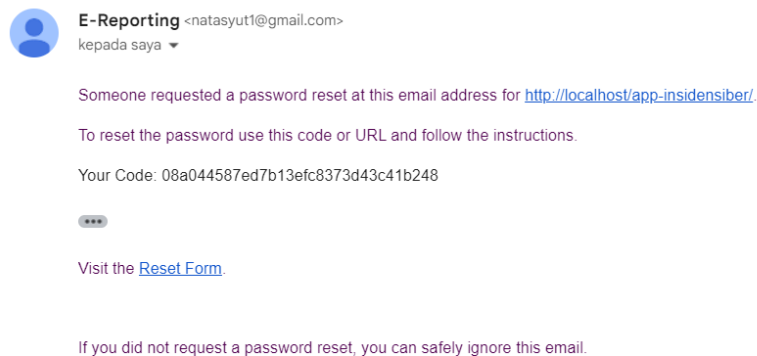 E-Reporting <natasyut1@gmail.com>
kepada saya
Someone requested a password reset at this email address for http://localhost/app-insidensiber/.
To reset the password use this code or URL and follow the instructions.
Your Code: 08a044587ed7b13efc8373d43c41b248
Visit the Reset Form.
If you did not request a password reset, you can safely ignore this email.